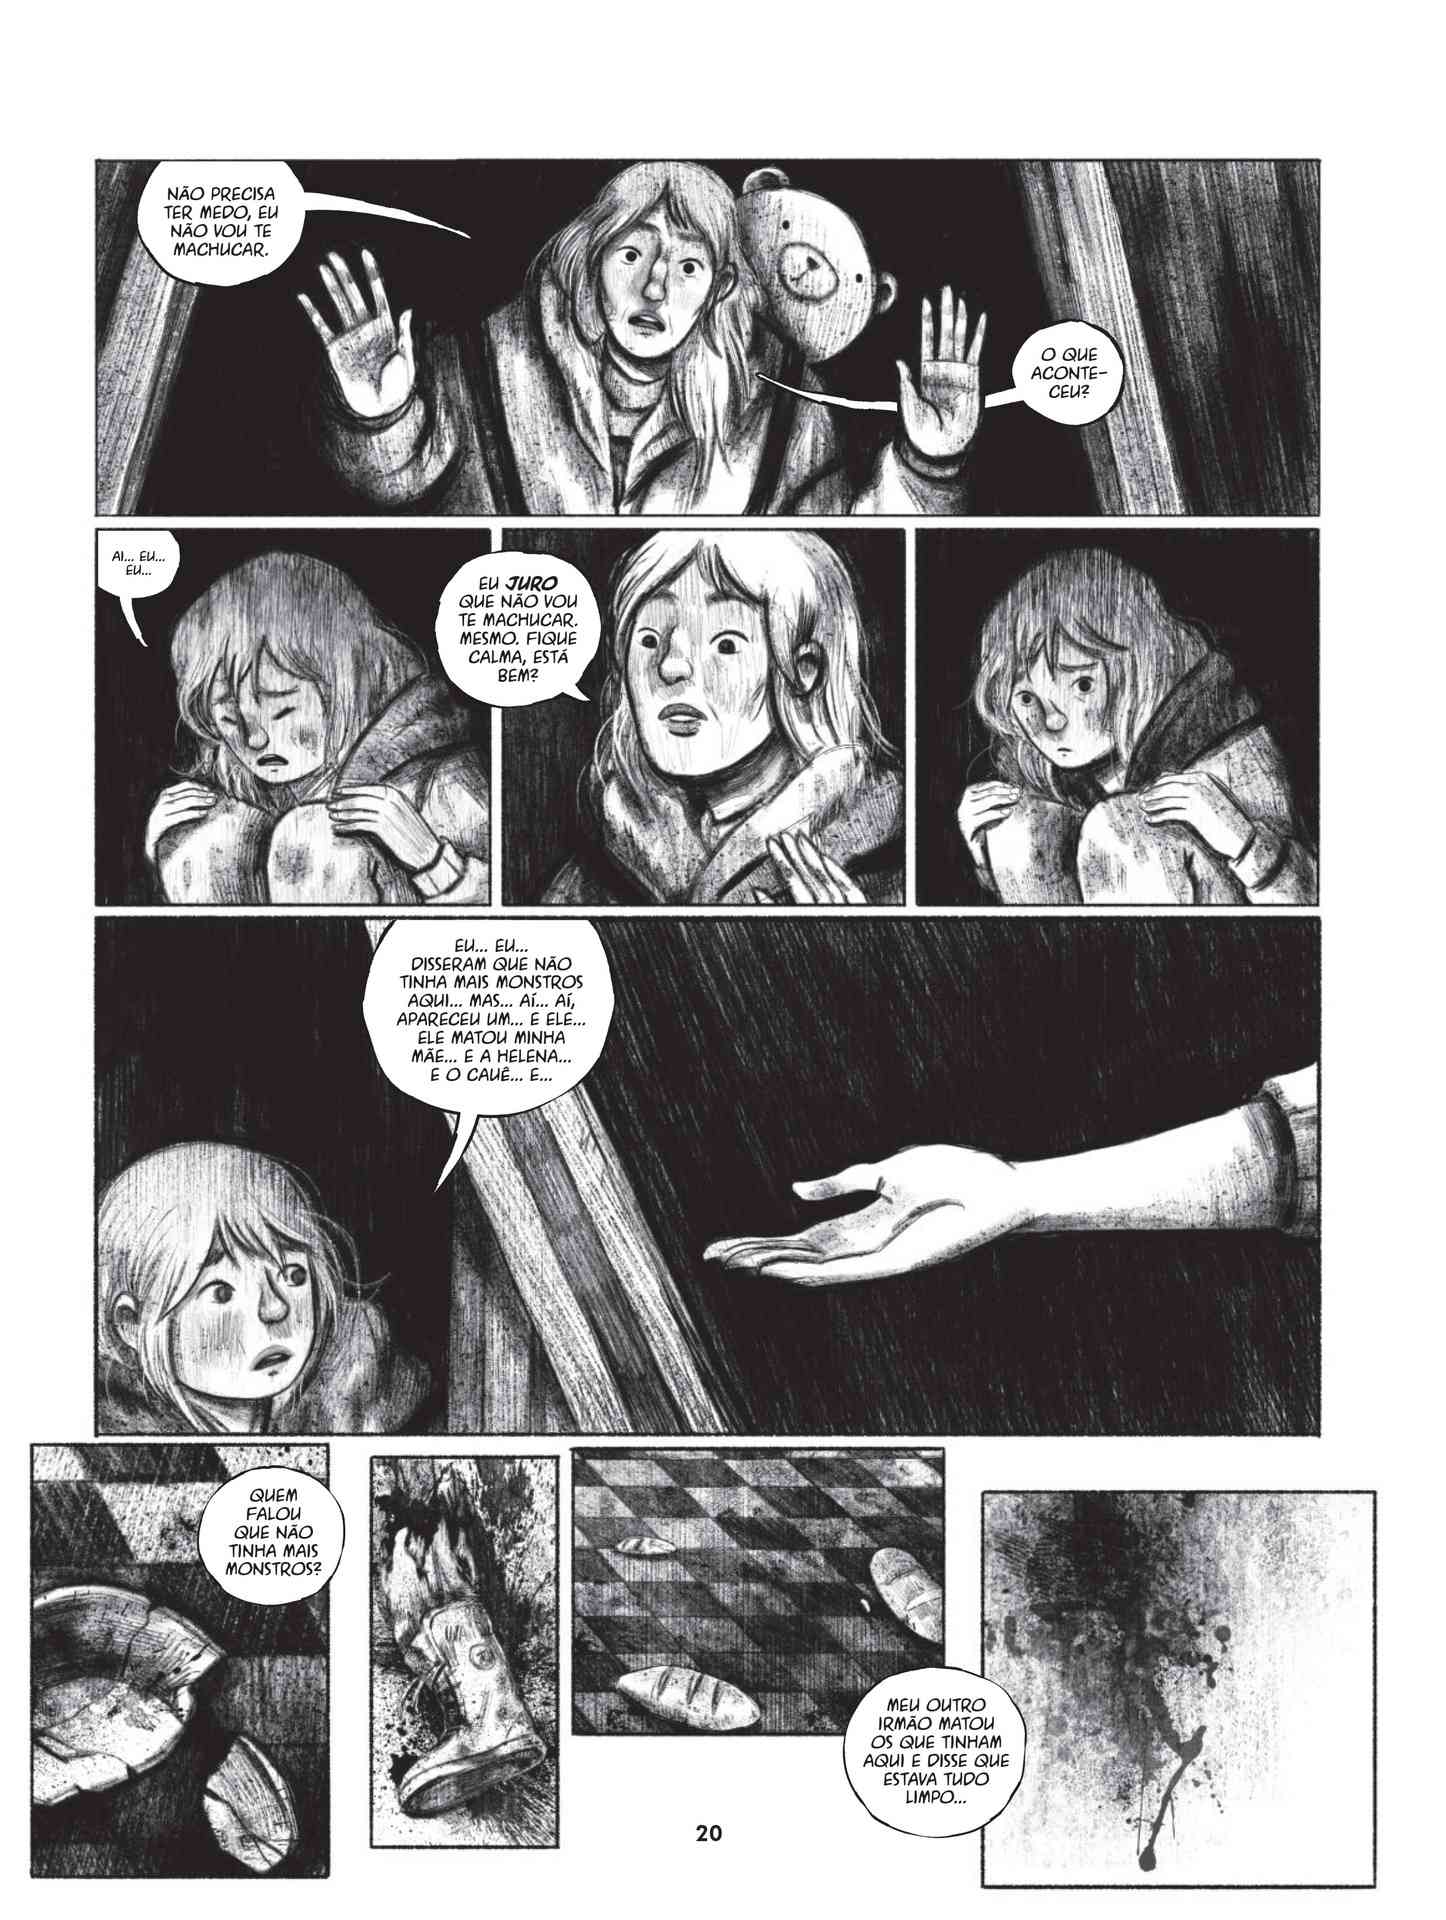 NÃO PRECISA
TER MEDO, EU
NÃO VOU TE
MACHUCAR.
O QUE
ACONTE-
CEU?
AI... EU...
EU...
EU JURO
QUE NÃO VOU
TE MACHUCAR.
MESMO. FIQUE
CALMA, ESTÁ
BEM?
EU... EU...
DISSERAM QUE NÃO
TINHA MAIS MONSTROS
AQUI... MAS... AÍ... AÍ,
APARECEU UM... E ELE...
ELE MATOU MINHA
MÃE... E A HELENA...
E O CAUÊ... E...
QUEM
FALOU
QUE NÃO
TINHA MAIS
MONSTROS?
MEU OUTRO
IRMÃO MATOU
OS QUE TINHAM
AQUI E DISSE QUE
ESTAVA TUDO
LIMPO...
20